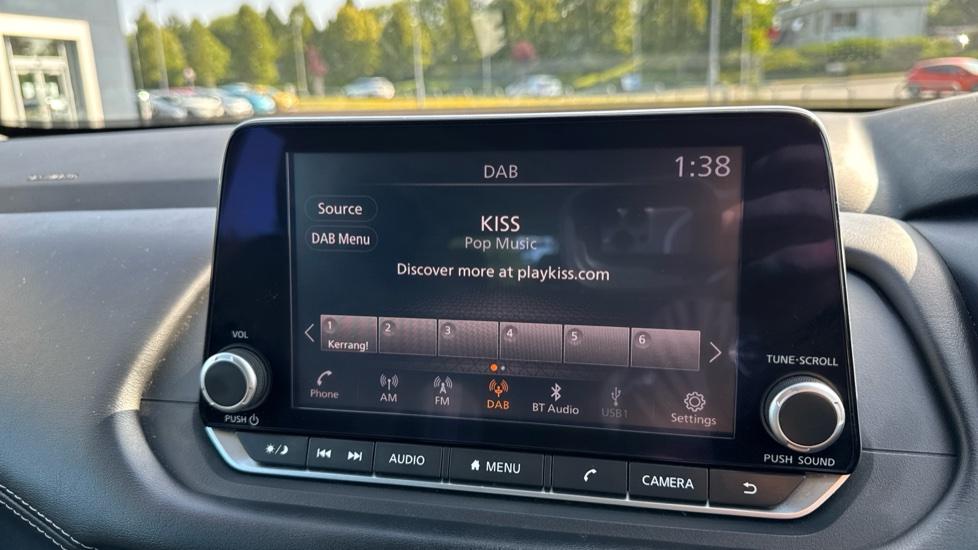 DAB
1:38
Source
DAB Menu
KISS
Pop Music
Discover more at playkiss.com
1 2 3 4 5 6
Kerrang!
Phone AM FM DAB BT Audio USB1 Settings
VOL
PUSH
TUNE·SCROLL
PUSH SOUND
AUDIO MENU CAMERA